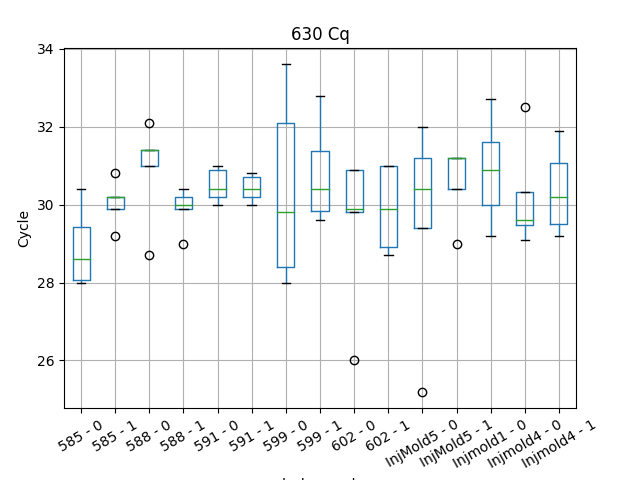 630 Cq
Cycle
34
32
30
28
26
585 - 0
585 - 1
588 - 0
588 - 1
591 - 0
591 - 1
599 - 0
599 - 1
602 - 0
602 - 1
InjMold5 - 0
InjMold5 - 1
Injmold1 - 0
Injmold4 - 0
Injmold4 - 1